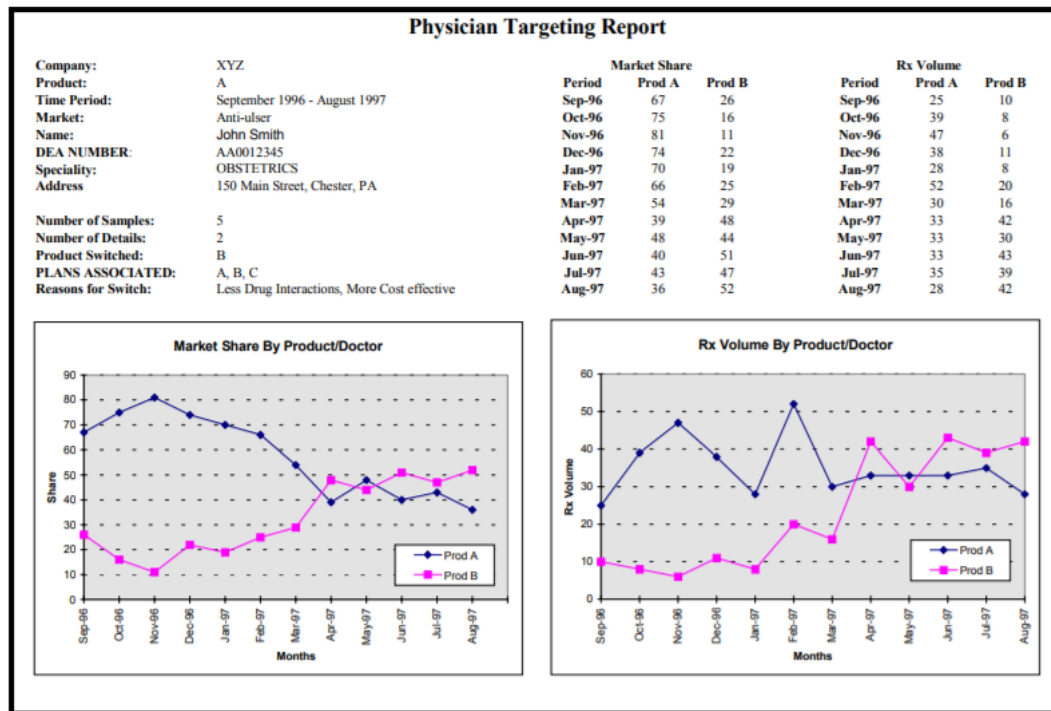 Physician Targeting Report
Company: XYZ
Product: A
Time Period: September 1996 - August 1997
Market: Anti-ulser
Name: John Smith
DEA NUMBER: AA0012345
Speciality: OBSTETRICS
Address 150 Main Street, Chester, PA
Number of Samples: 5
Number of Details: 2
Product Switched: B
PLANS ASSOCIATED: A, B, C
Reasons for Switch: Less Drug Interactions, More Cost effective
Market Share
Period Prod A Prod B
Sep-96 67 26
Oct-96 75 16
Nov-96 81 11
Dec-96 74 22
Jan-97 70 19
Feb-97 66 25
Mar-97 54 29
Apr-97 39 48
May-97 48 44
Jun-97 40 51
Jul-97 43 47
Aug-97 36 52
Rx Volume
Period Prod A Prod B
Sep-96 25 10
Oct-96 39 8
Nov-96 47 6
Dec-96 38 11
Jan-97 28 8
Feb-97 52 20
Mar-97 30 16
Apr-97 33 42
May-97 33 30
Jun-97 33 43
Jul-97 35 39
Aug-97 28 42
Market Share By Product/Doctor
Share
90
80
70
60
50
40
30
20
10
0
Prod A
Prod B
Sep-96
Oct-96
Nov-96
Dec-96
Jan-97
Feb-97
Mar-97
Apr-97
May-97
Jun-97
Jul-97
Aug-97
Months
Rx Volume By Product/Doctor
Rx Volume
60
50
40
30
20
10
0
Prod A
Prod B
Sep-96
Oct-96
Nov-96
Dec-96
Jan-97
Feb-97
Mar-97
Apr-97
May-97
Jun-97
Jul-97
Aug-97
Months